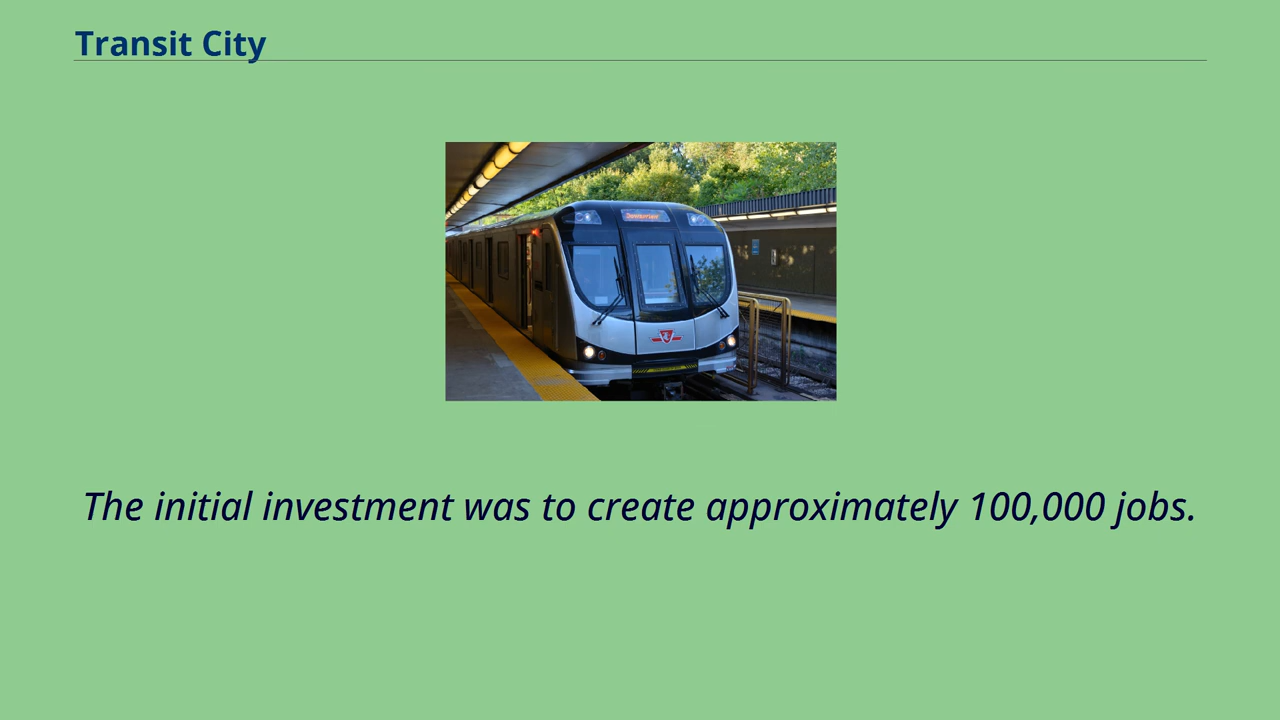 Transit City
The initial investment was to create approximately 100,000 jobs.